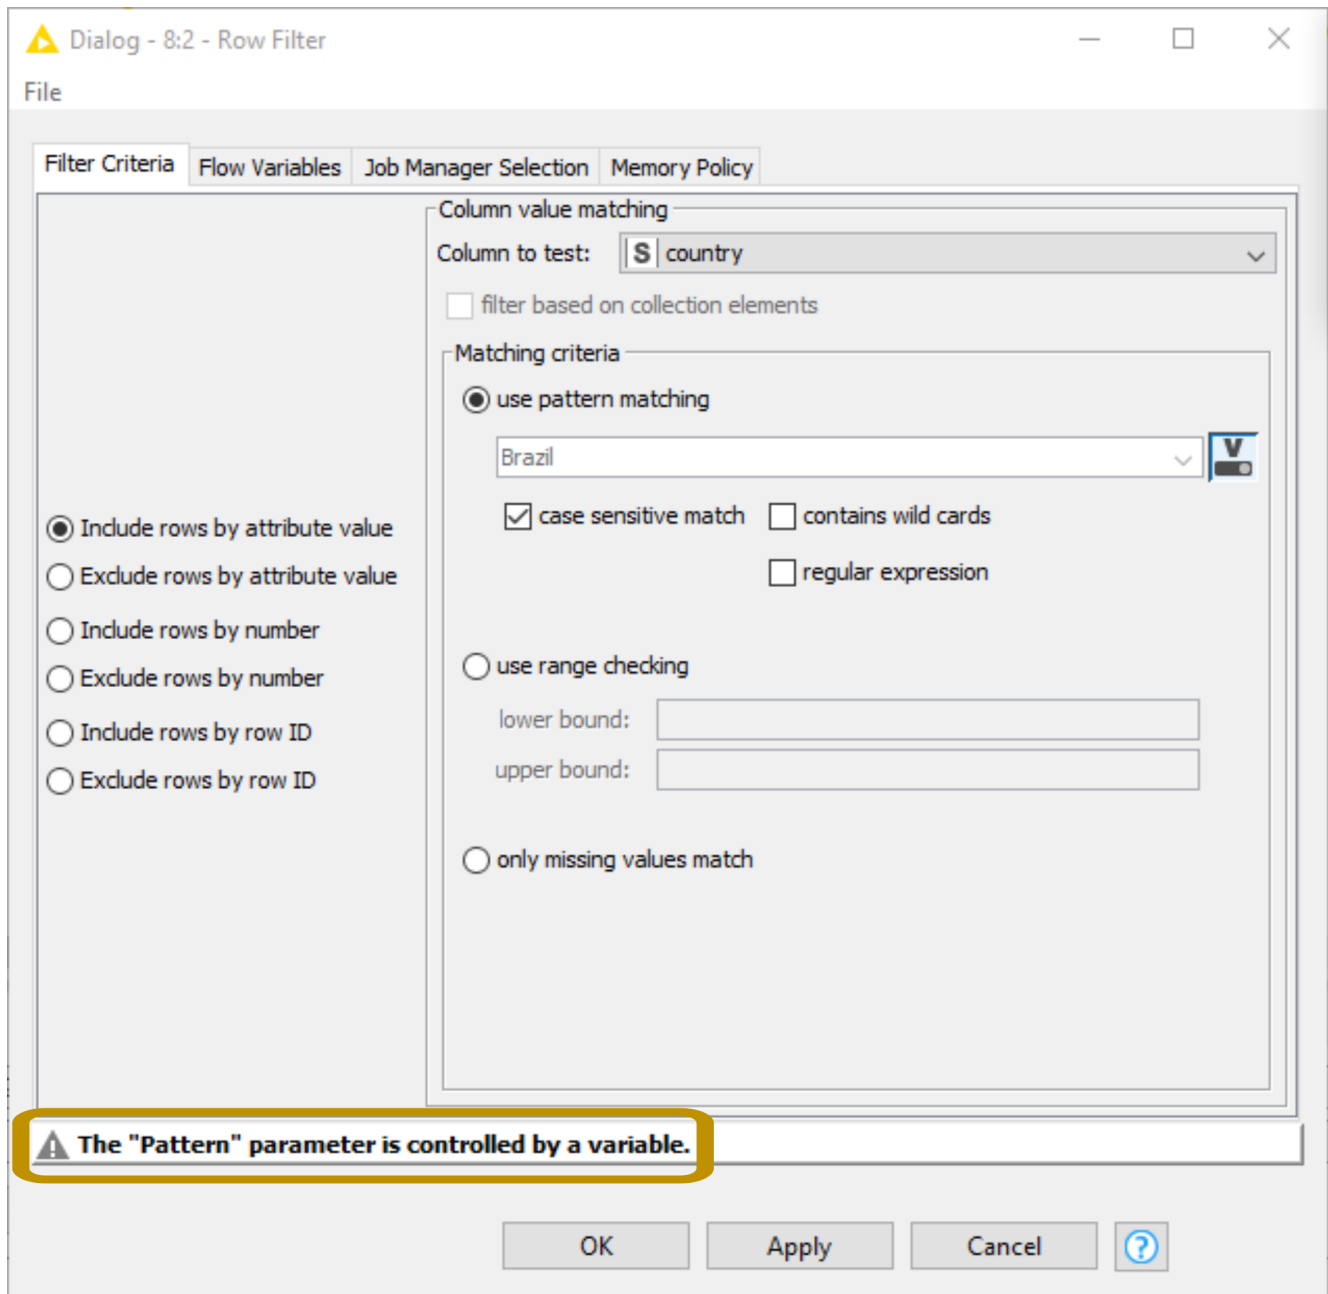 Dialog - 8:2 - Row Filter
File
Filter Criteria
Flow Variables
Job Manager Selection
Memory Policy
Column value matching
Column to test:
S country
filter based on collection elements
Matching criteria
use pattern matching
Brazil
V
case sensitive match
contains wild cards
regular expression
Include rows by attribute value
Exclude rows by attribute value
Include rows by number
Exclude rows by number
Include rows by row ID
Exclude rows by row ID
use range checking
lower bound:
upper bound:
only missing values match
The "Pattern" parameter is controlled by a variable.
OK
Apply
Cancel
?